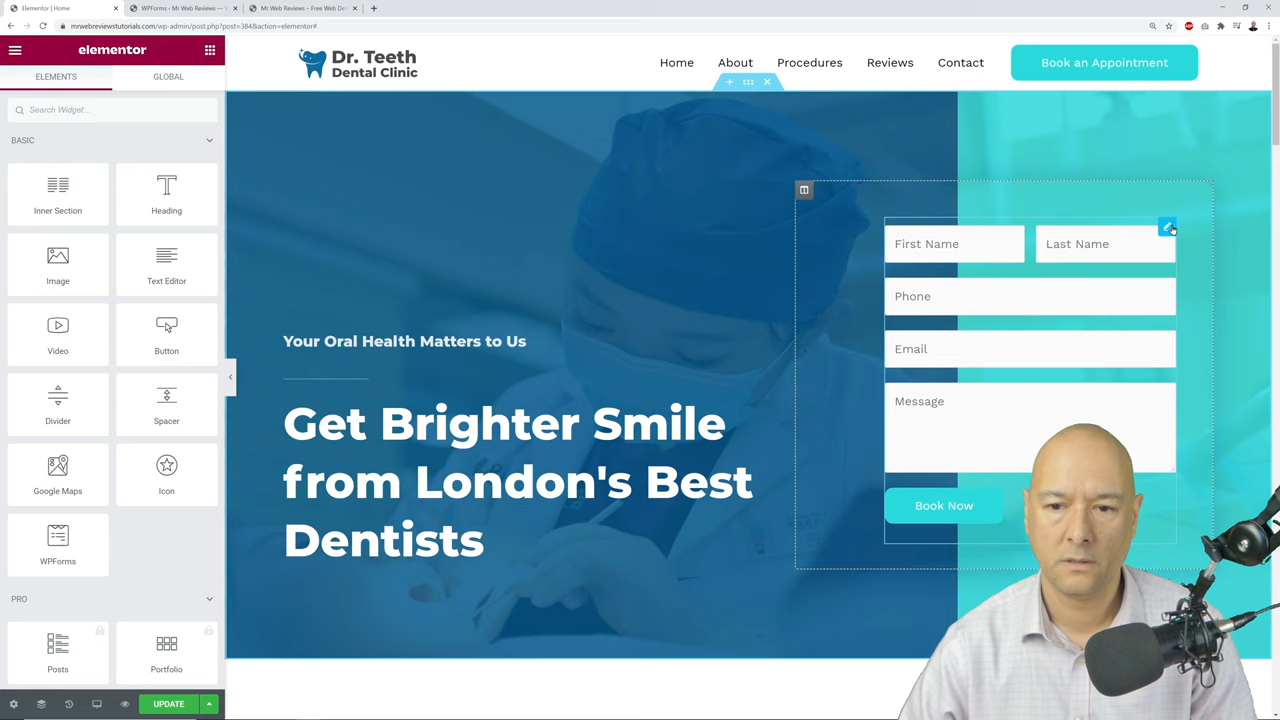 Elementor | Home
WPForms ‹ Mr Web Reviews — 
Mr Web Reviews – Free Web De
mrwebreviewstutorials.com/wp-admin/post.php?post=384&action=elementor#
elementor
Dr. Teeth
Dental Clinic
Home
About
Procedures
Reviews
Contact
Book an Appointment
ELEMENTS
GLOBAL
Search Widget...
BASIC
Inner Section
Heading
Image
Text Editor
Video
Button
Divider
Spacer
Google Maps
Icon
WPForms
PRO
Posts
Portfolio
UPDATE
First Name
Last Name
Phone
Email
Message
Book Now
Your Oral Health Matters to Us
Get Brighter Smile
from London's Best
Dentists